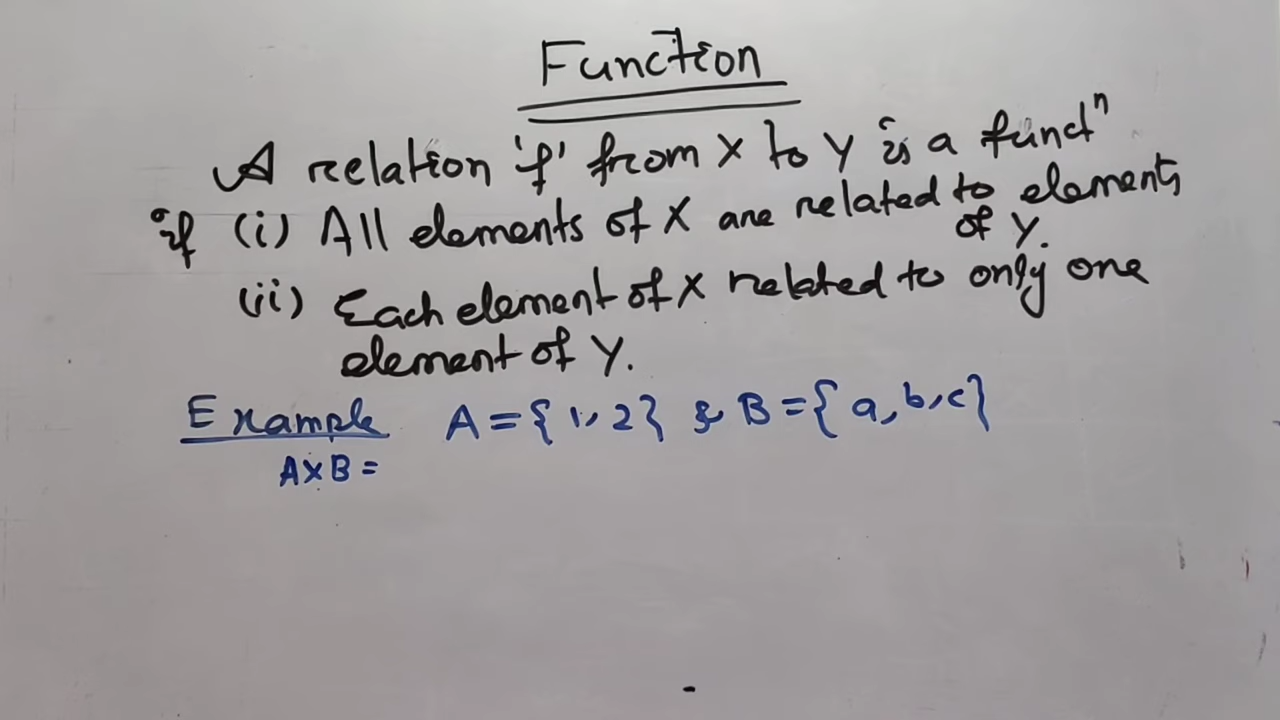 Function
A relation 'f' from X to Y is a functⁿ
if (i) All elements of X are related to elements
of Y.
(ii) Each element of X related to only one
element of Y.
Example A = {1, 2} & B = {a, b, c}
A×B =